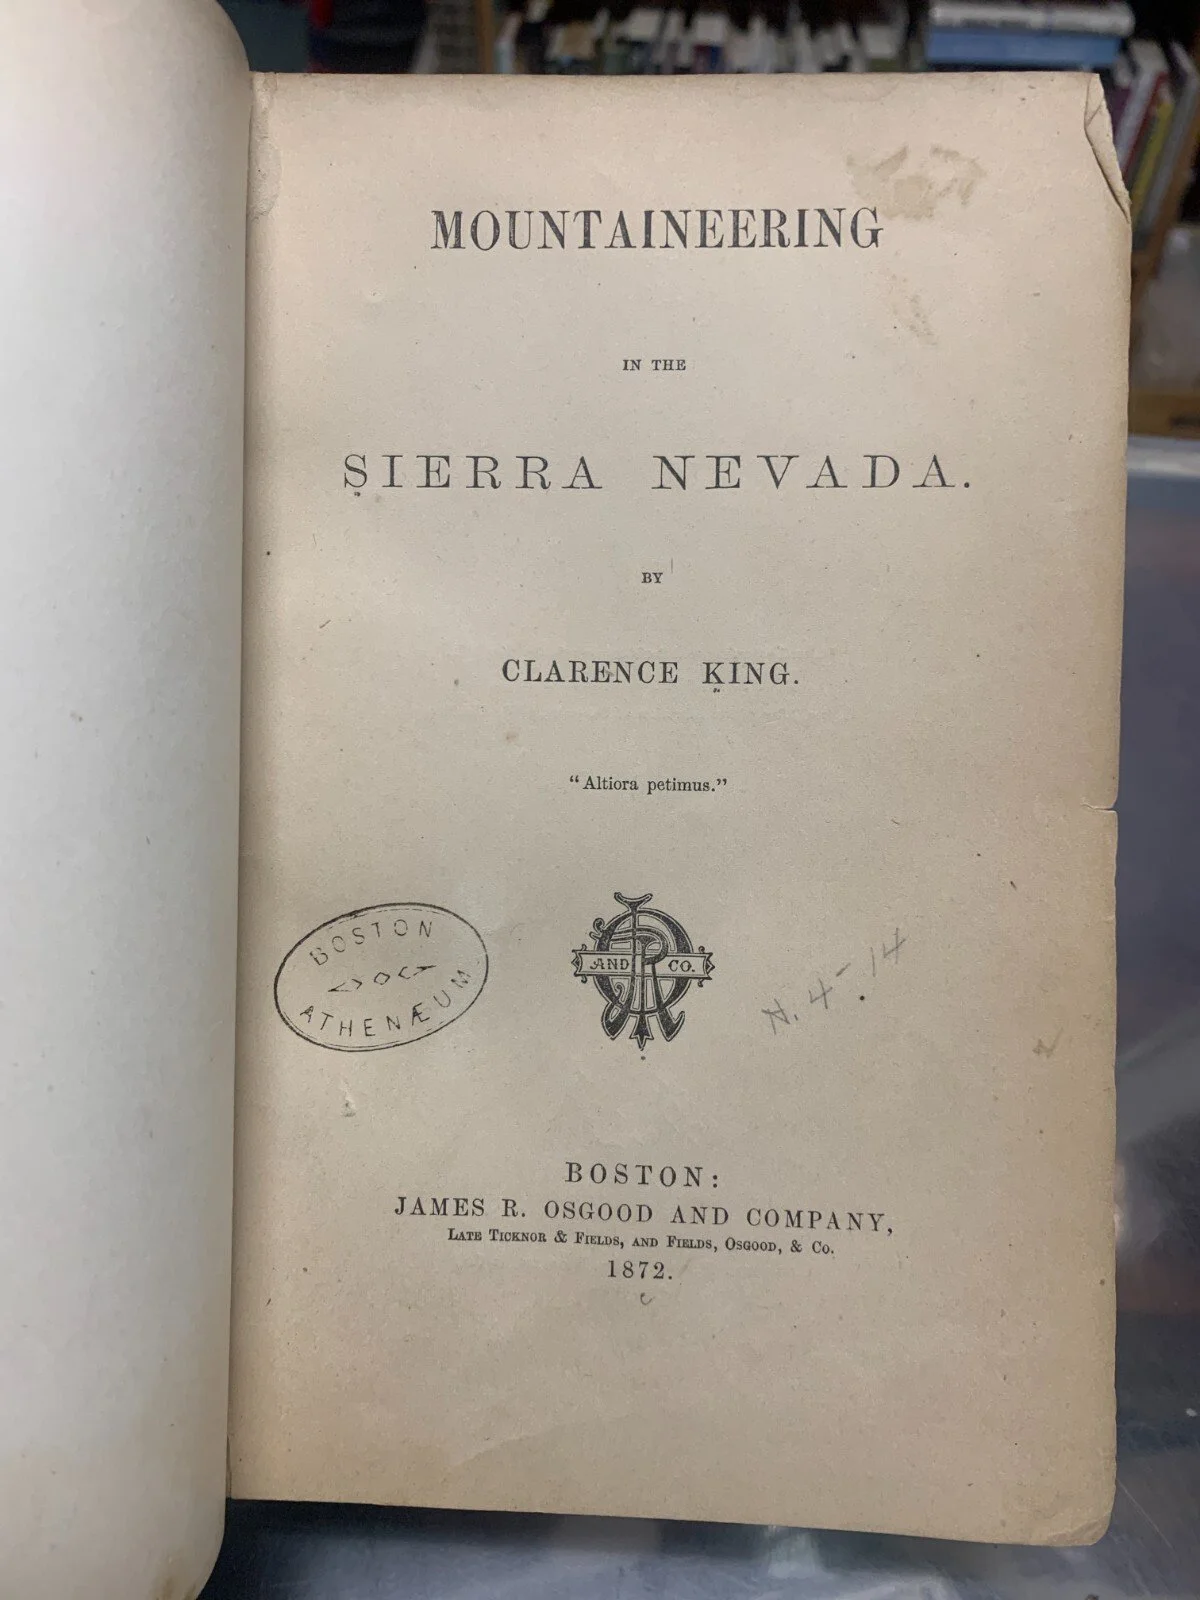 MOUNTAINEERING
IN THE
SIERRA NEVADA.
BY
CLARENCE KING.
"Altiora petimus."
BOSTON
ATHENÆUM
AND CO.
N. 4-14
BOSTON:
JAMES R. OSGOOD AND COMPANY,
LATE TICKNOR & FIELDS, AND FIELDS, OSGOOD, & CO.
1872.
c